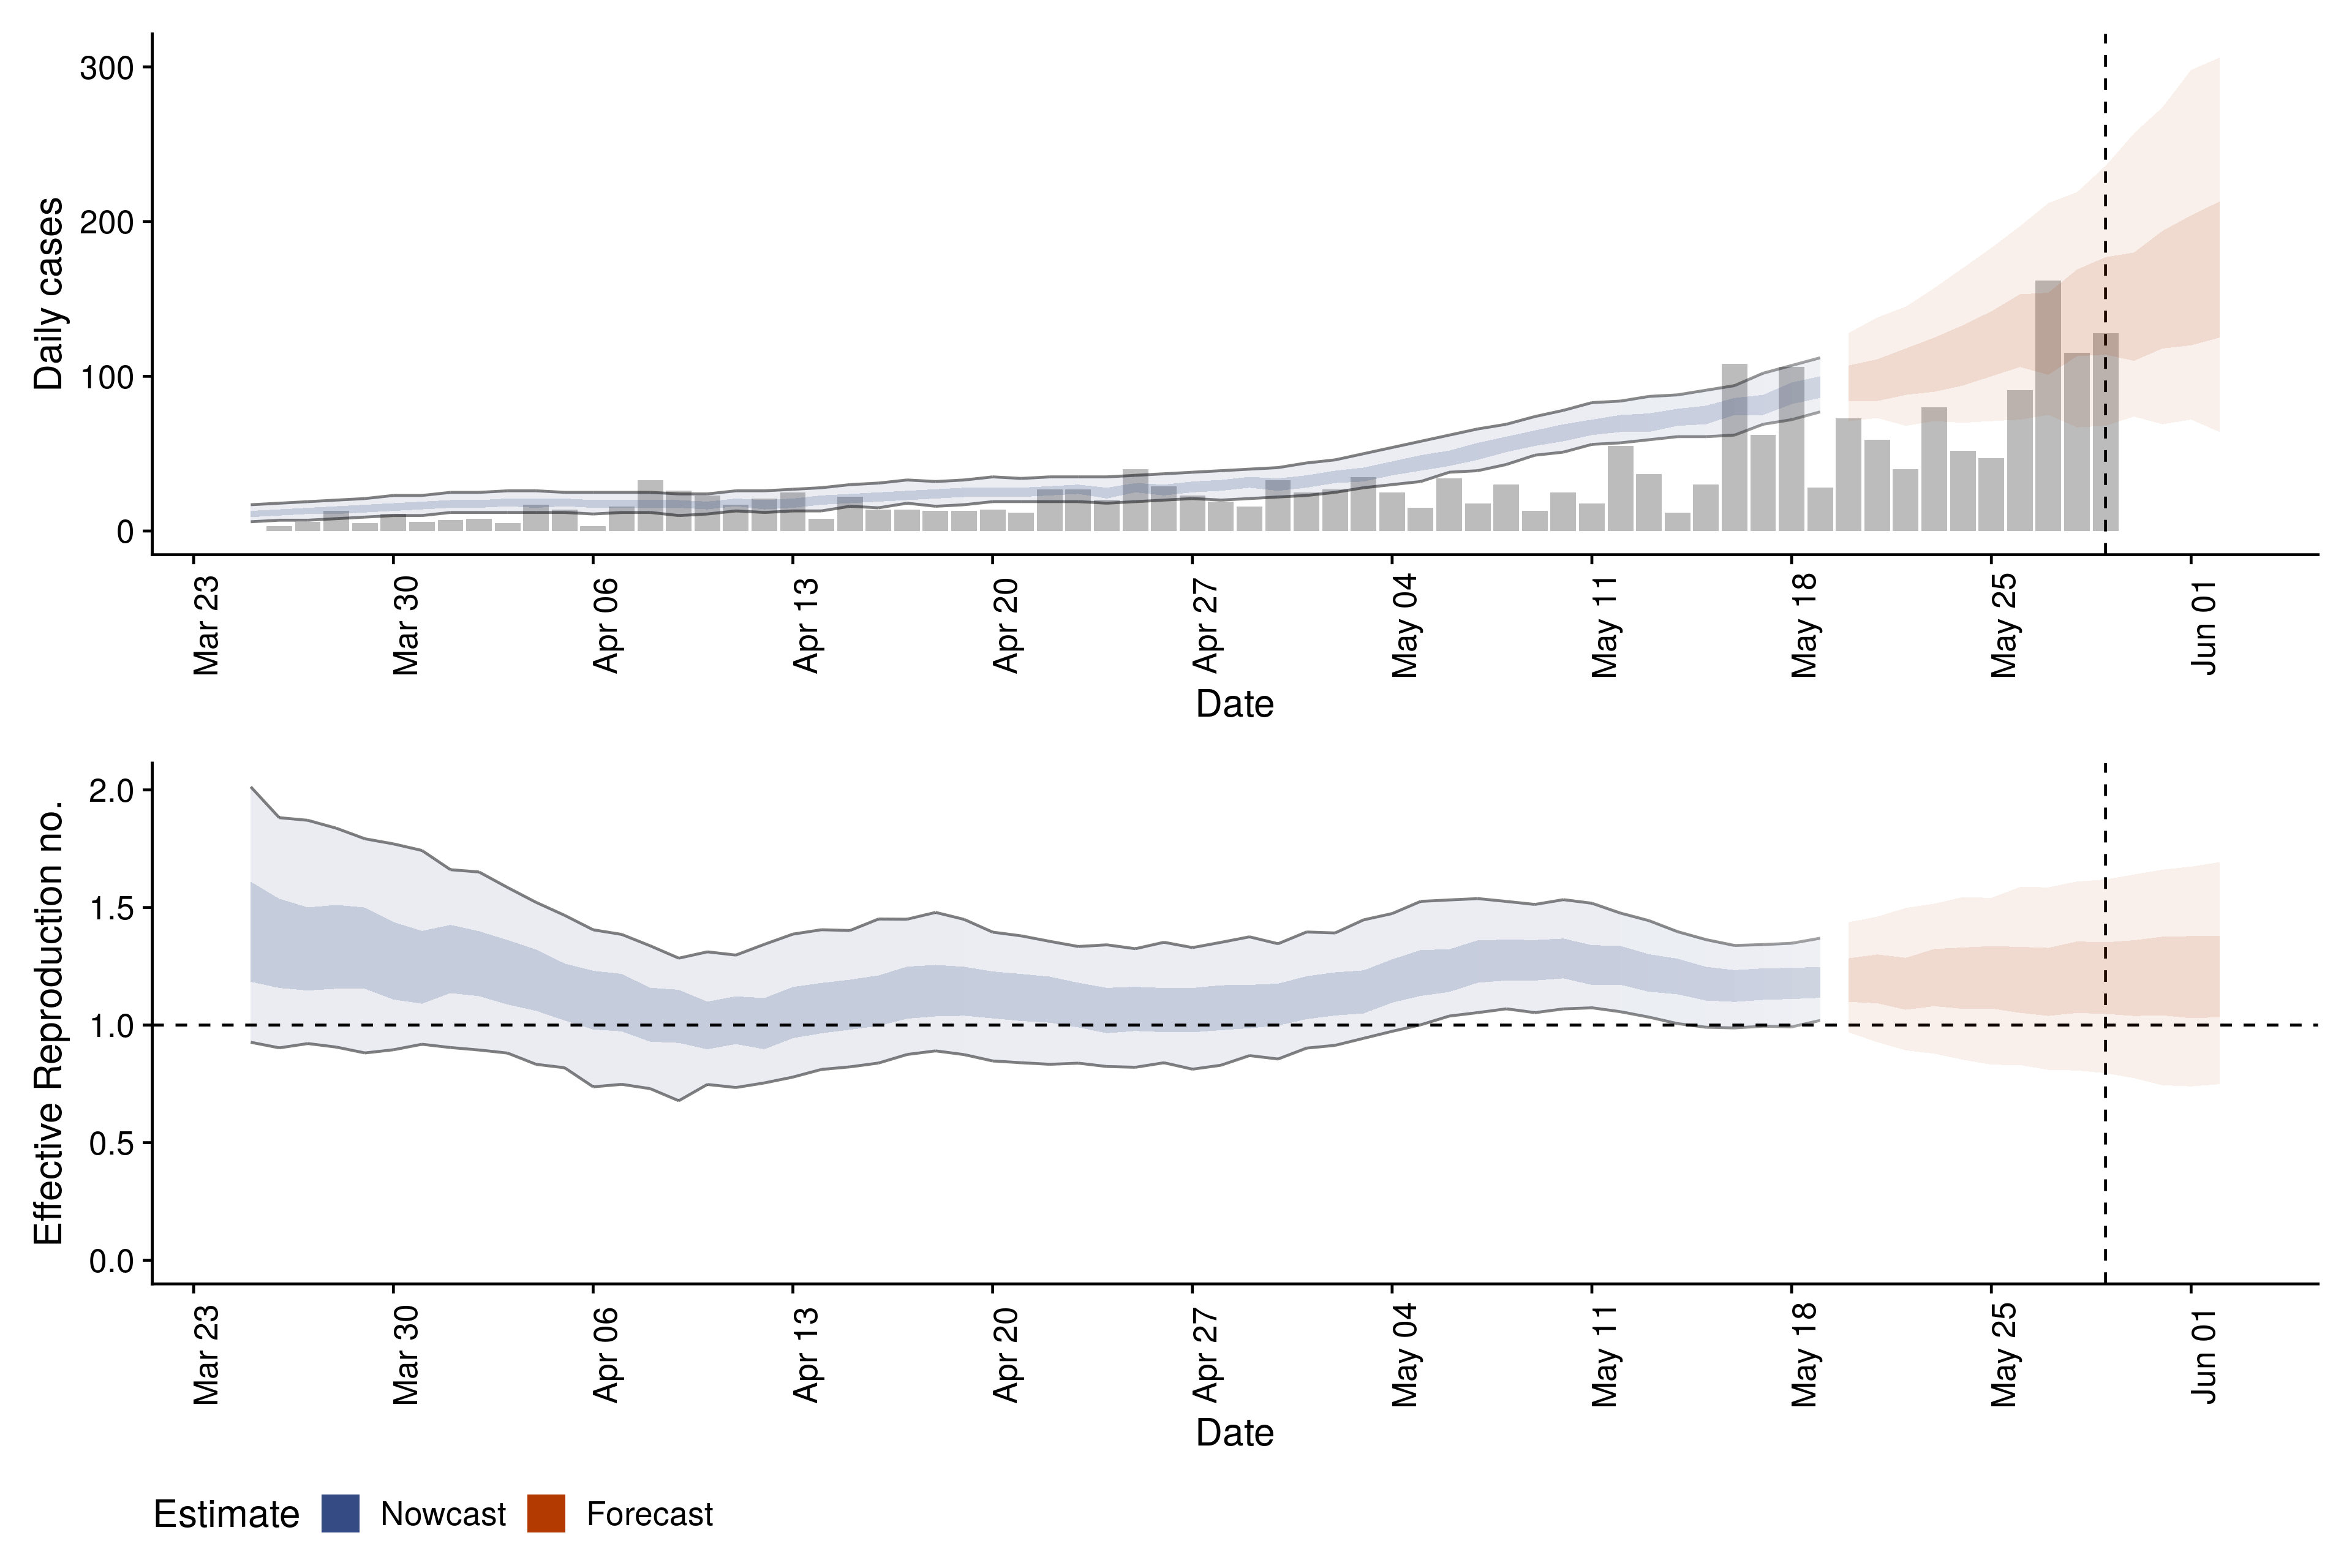 300
200
100
0
Daily cases
Mar 23
Mar 30
Apr 06
Apr 13
Apr 20
Apr 27
May 04
May 11
May 18
May 25
Jun 01
Date
2.0
1.5
1.0
0.5
0.0
Effective Reproduction no.
Mar 23
Mar 30
Apr 06
Apr 13
Apr 20
Apr 27
May 04
May 11
May 18
May 25
Jun 01
Date
Estimate Nowcast Forecast